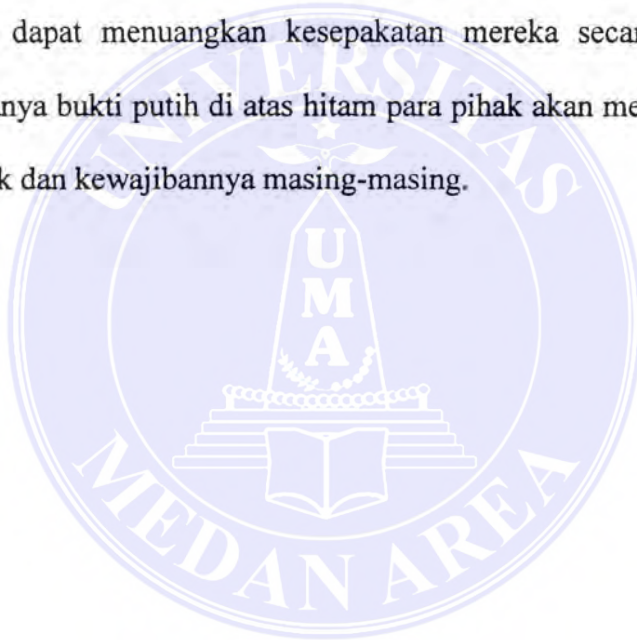 dapat menuangkan kesepakatan mereka secar
nya bukti putih di atas hitam para pihak akan me
k dan kewajibannya masing-masing.
UNIVERSITAS
U
M
A
MEDAN AREA